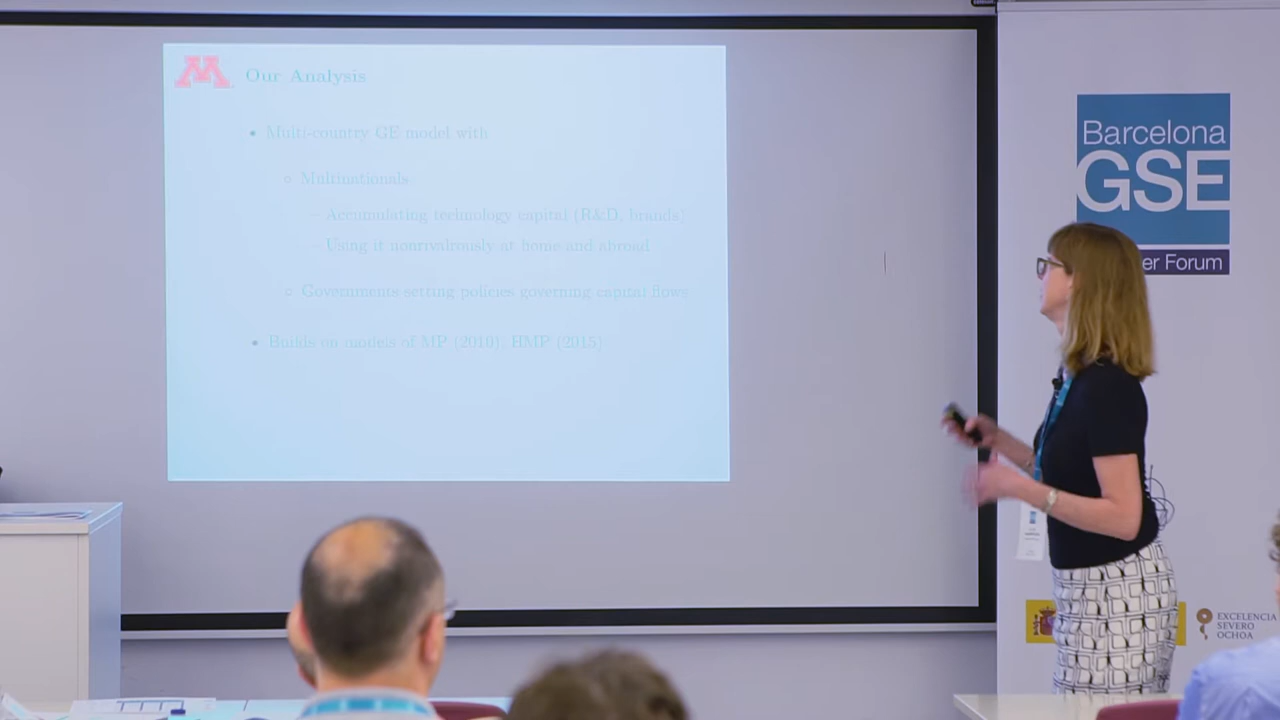 M
Our Analysis
• Multi-country GE model with
◦ Multinationals
– Accumulating technology capital (R&D, brands)
– Using it nonrivalrously at home and abroad
◦ Governments setting policies governing capital flows
• Builds on models of MP (2010), HMP (2015)
Barcelona
GSE
er Forum
EXCELENCIA
SEVERO
OCHOA